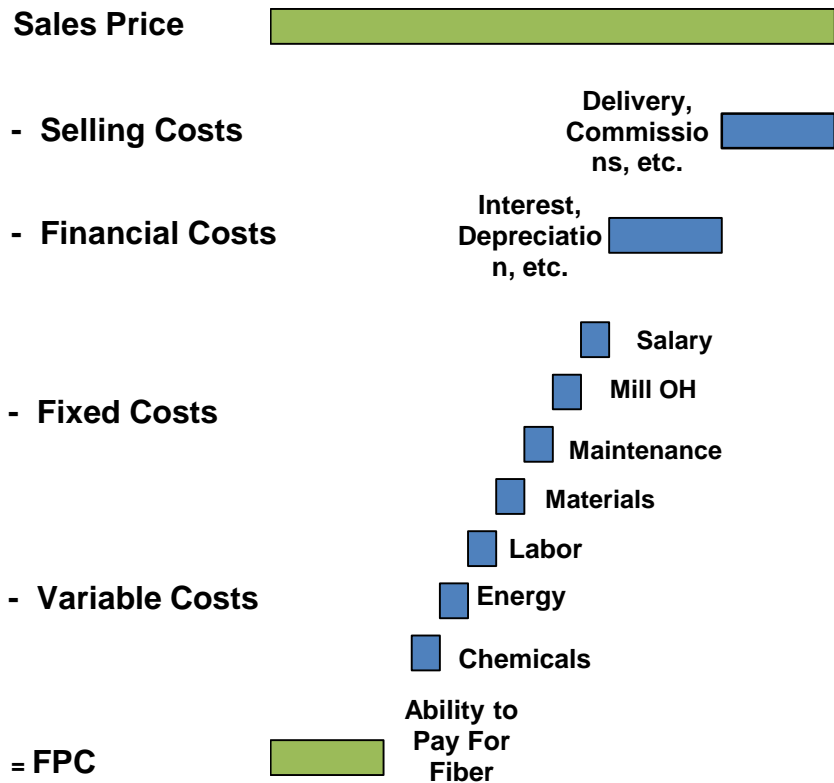 Sales Price
- Selling Costs
Delivery,
Commissio
ns, etc.
- Financial Costs
Interest,
Depreciatio
n, etc.
Salary
Mill OH
- Fixed Costs
Maintenance
Materials
Labor
- Variable Costs
Energy
Chemicals
= FPC
Ability to
Pay For
Fiber